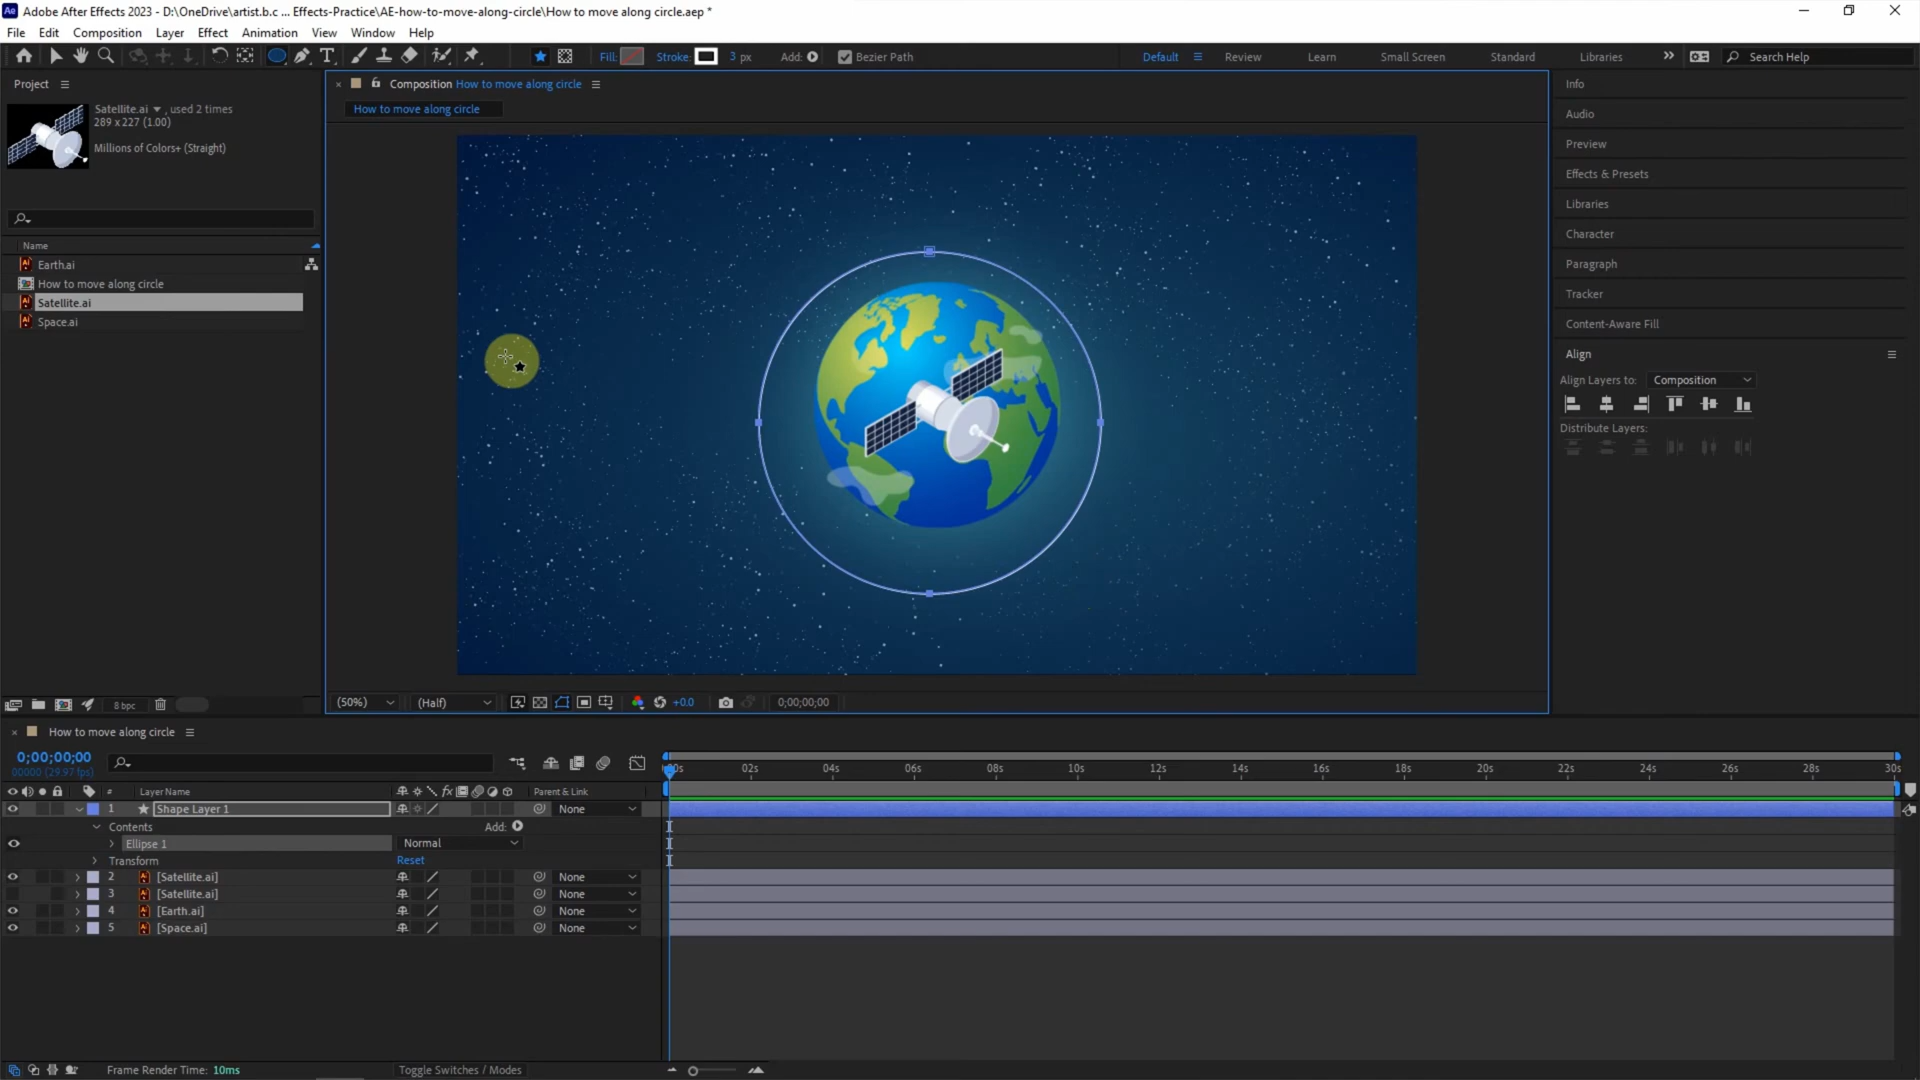 Ae Adobe After Effects 2023 - D:\OneDrive\artist.b.c ... Effects-Practice\AE-how-to-move-along-circle\How to move along circle.aep *
File Edit Composition Layer Effect Animation View Window Help
Fill: Stroke: 3 px Add: Bezier Path Default Review Learn Small Screen Standard Libraries Search Help
Project
Satellite.ai , used 2 times
289 x 227 (1.00)
Millions of Colors+ (Straight)
Name
Earth.ai
How to move along circle
Satellite.ai
Space.ai
8 bpc
Composition How to move along circle
How to move along circle
(50%) (Half) +0.0 0;00;00;00
Info
Audio
Preview
Effects & Presets
Libraries
Character
Paragraph
Tracker
Content-Aware Fill
Align
Align Layers to: Composition
Distribute Layers:
How to move along circle
0;00;00;00
00000 (29.97 fps)
02s 04s 06s 08s 10s 12s 14s 16s 18s 20s 22s 24s 26s 28s 30s
# Layer Name fx Parent & Link
1 Shape Layer 1 None
Contents Add:
Ellipse 1 Normal
Transform Reset
2 [Satellite.ai] None
3 [Satellite.ai] None
4 [Earth.ai] None
5 [Space.ai] None
Frame Render Time: 10ms Toggle Switches / Modes